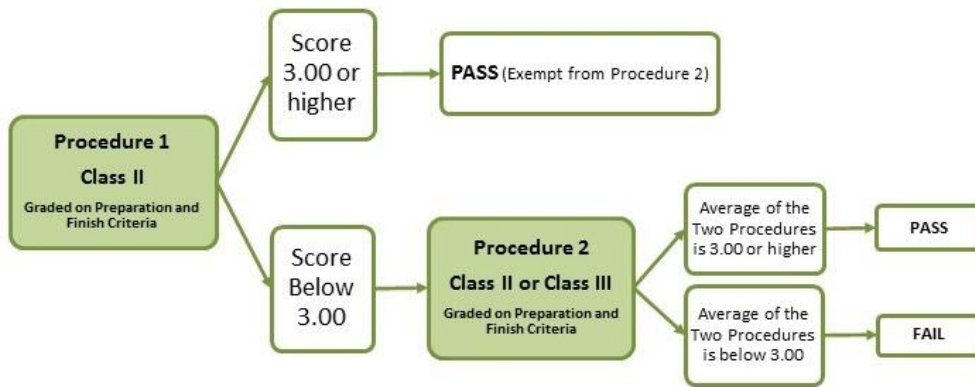 Procedure 1
Class II
Graded on Preparation and
Finish Criteria
Score
3.00 or
higher
PASS (Exempt from Procedure 2)
Score
Below
3.00
Procedure 2
Class II or Class III
Graded on Preparation and
Finish Criteria
Average of the
Two Procedures
is 3.00 or higher
PASS
Average of the
Two Procedures
is below 3.00
FAIL